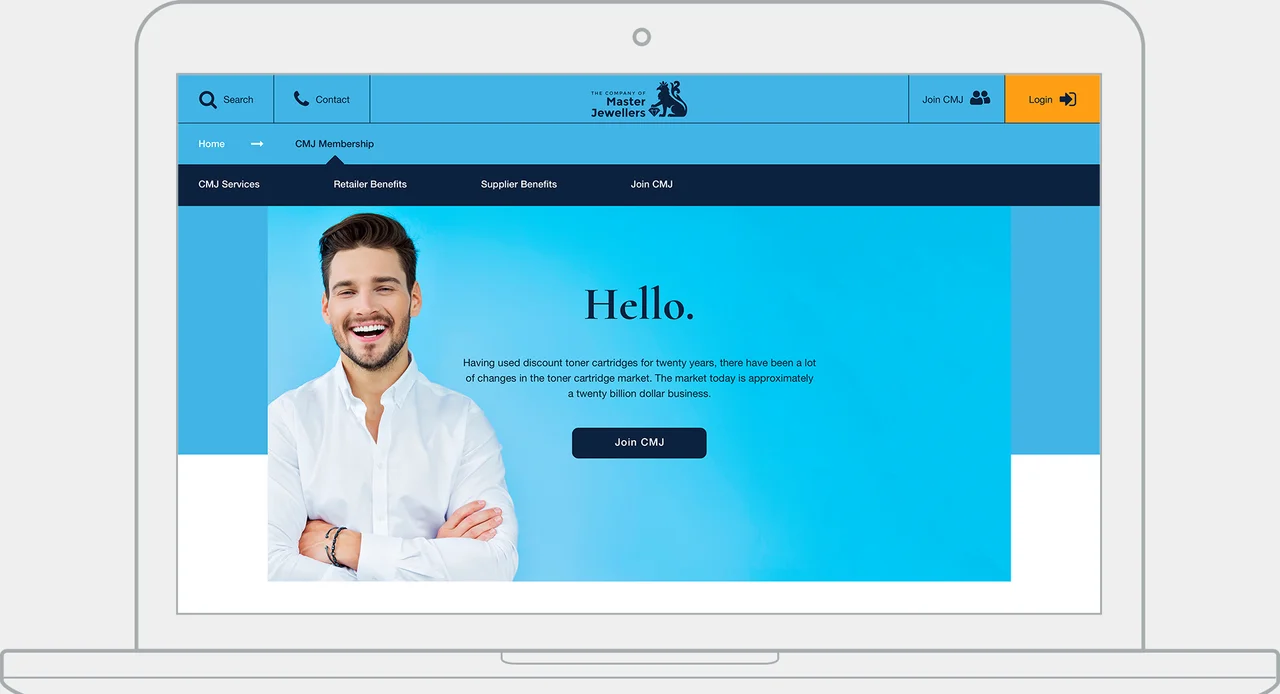 Search
Contact
THE COMPANY OF
Master
Jewellers
Join CMJ
Login
Home
CMJ Membership
CMJ Services
Retailer Benefits
Supplier Benefits
Join CMJ
Hello.
Having used discount toner cartridges for twenty years, there have been a lot
of changes in the toner cartridge market. The market today is approximately
a twenty billion dollar business.
Join CMJ